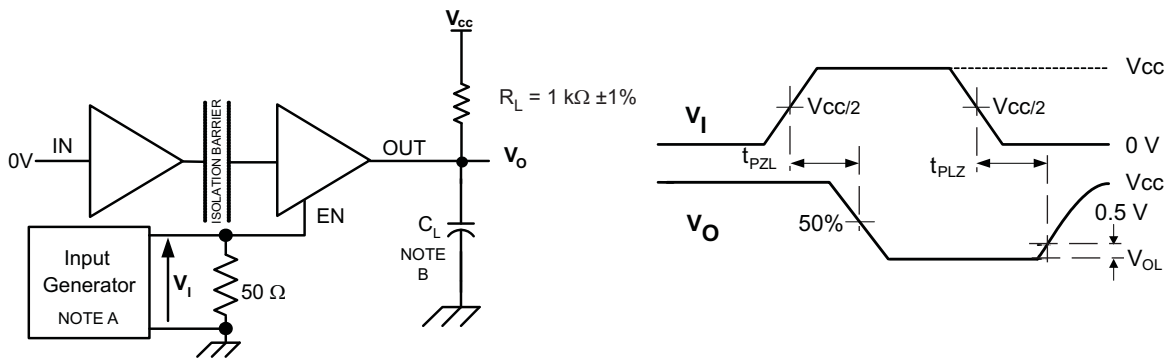 Vcc
RL = 1 kΩ ±1%
0V
IN
ISOLATION BARRIER
OUT
VO
EN
CL
NOTE
B
Input
Generator
NOTE A
VI
50 Ω
Vcc
VI
Vcc/2
Vcc/2
0 V
tPZL
tPLZ
Vcc
VO
50%
0.5 V
VOL